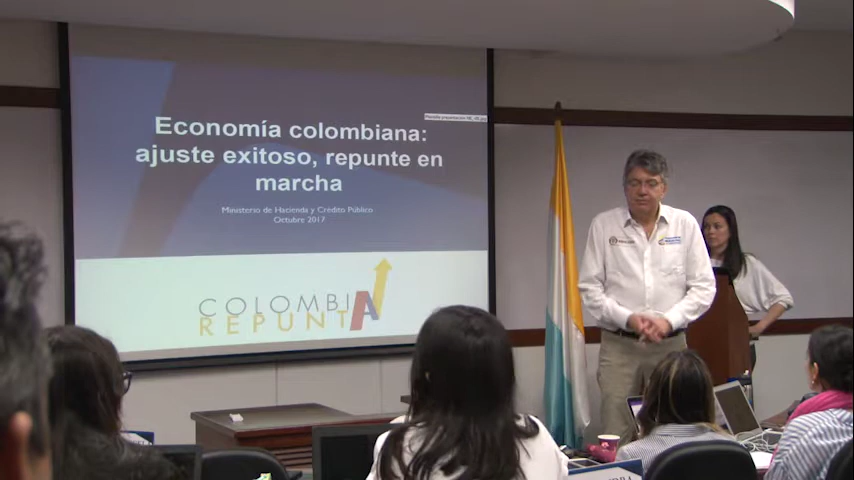 Economía colombiana:
ajuste exitoso, repunte en
marcha
Ministerio de Hacienda y Crédito Público
Octubre 2017
COLOMBIA
REPUNTA